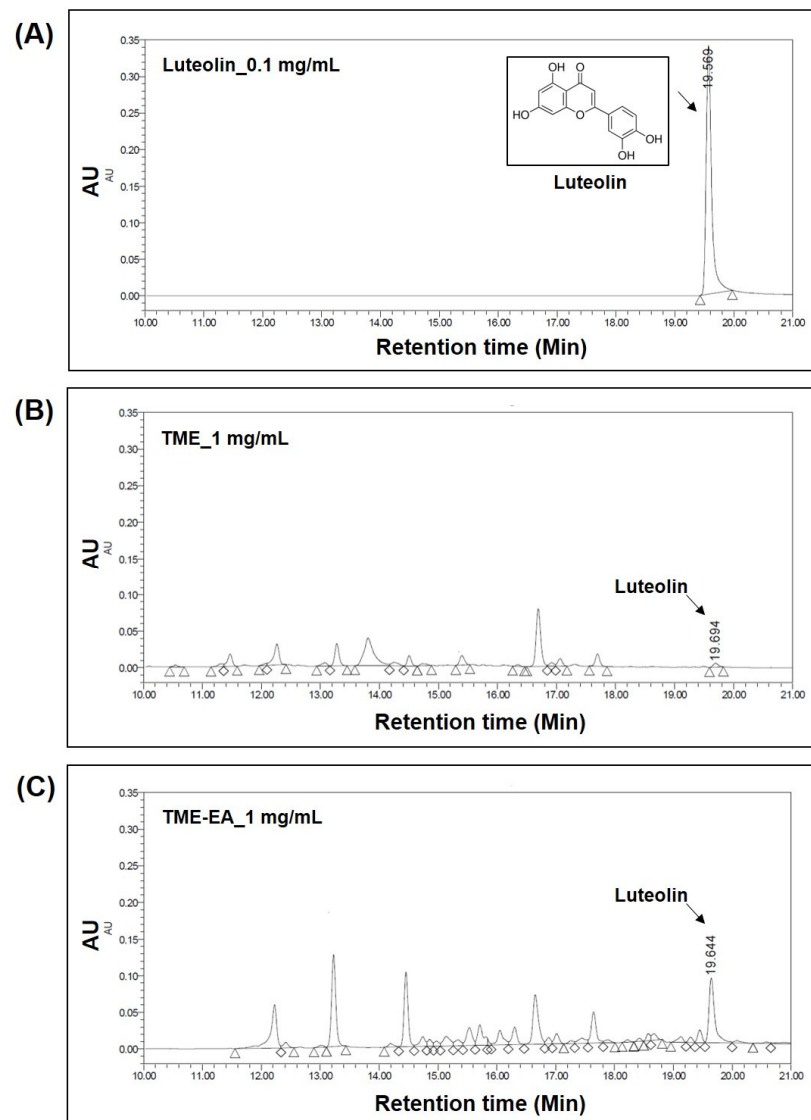 (A)
Luteolin_0.1 mg/mL
19.569
OH
O
HO
O
OH
OH
Luteolin
AU
AU
0.35
0.30
0.25
0.20
0.15
0.10
0.05
0.00
10.00 11.00 12.00 13.00 14.00 15.00 16.00 17.00 18.00 19.00 20.00 21.00
Retention time (Min)
(B)
TME_1 mg/mL
Luteolin
19.694
AU
AU
0.35
0.30
0.25
0.20
0.15
0.10
0.05
0.00
10.00 11.00 12.00 13.00 14.00 15.00 16.00 17.00 18.00 19.00 20.00 21.00
Retention time (Min)
(C)
TME-EA_1 mg/mL
Luteolin
19.644
AU
AU
0.35
0.30
0.25
0.20
0.15
0.10
0.05
0.00
10.00 11.00 12.00 13.00 14.00 15.00 16.00 17.00 18.00 19.00 20.00 21.00
Retention time (Min)